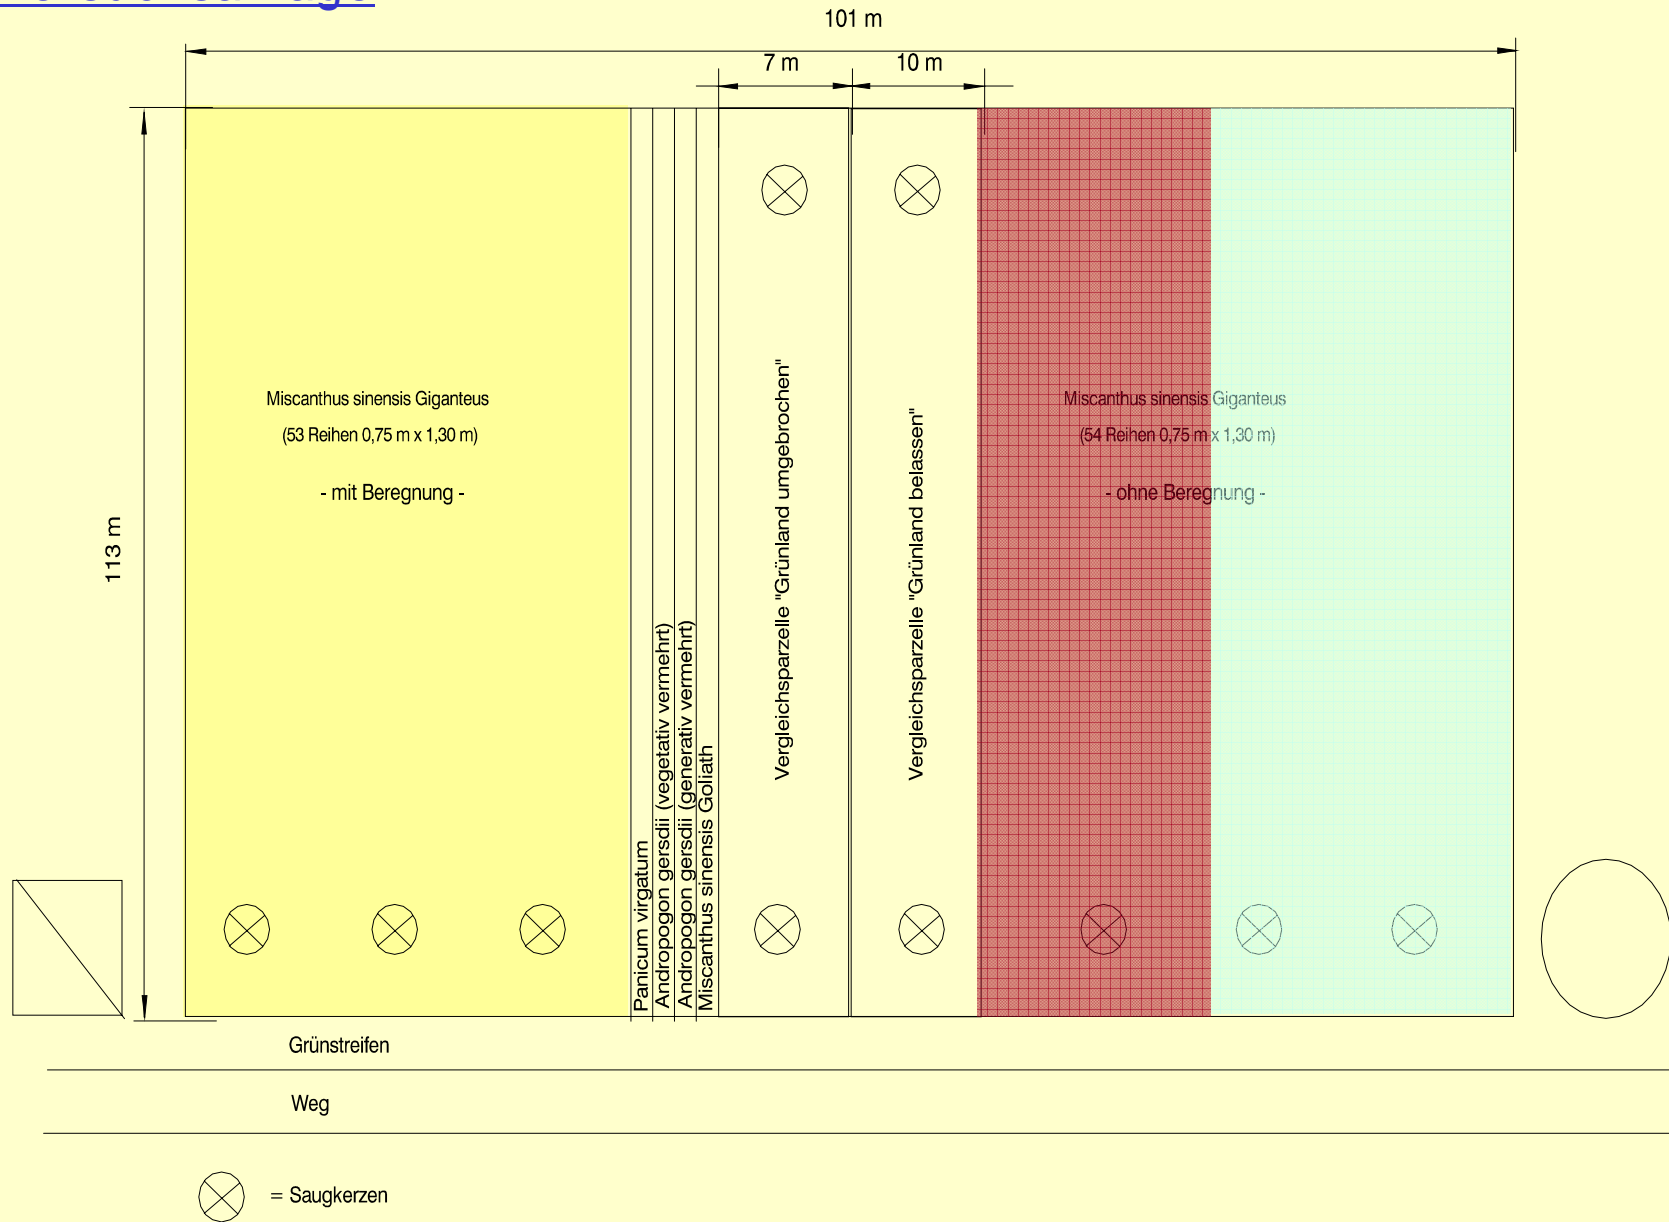 101 m
7 m
10 m
113 m
Miscanthus sinensis Giganteus
(53 Reihen 0,75 m x 1,30 m)
- mit Beregnung -
Panicum virgatum
Andropogon gersdii (vegetativ vermehrt)
Andropogon gersdii (generativ vermehrt)
Miscanthus sinensis Goliath
Vergleichsparzelle "Grünland umgebrochen"
Vergleichsparzelle "Grünland belassen"
Miscanthus sinensis Giganteus
(54 Reihen 0,75 m x 1,30 m)
- ohne Beregnung -
Grünstreifen
Weg
= Saugkerzen